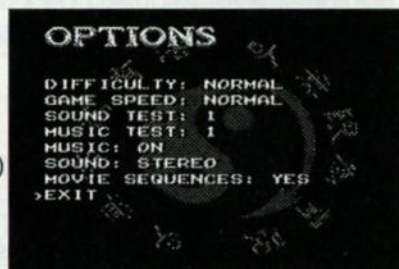 OPTIONS
DIFFICULTY: NORMAL
GAME SPEED: NORMAL
SOUND TEST: 1
MUSIC TEST: 1
MUSIC: ON
SOUND: STEREO
MOVIE SEQUENCES: YES
>EXIT